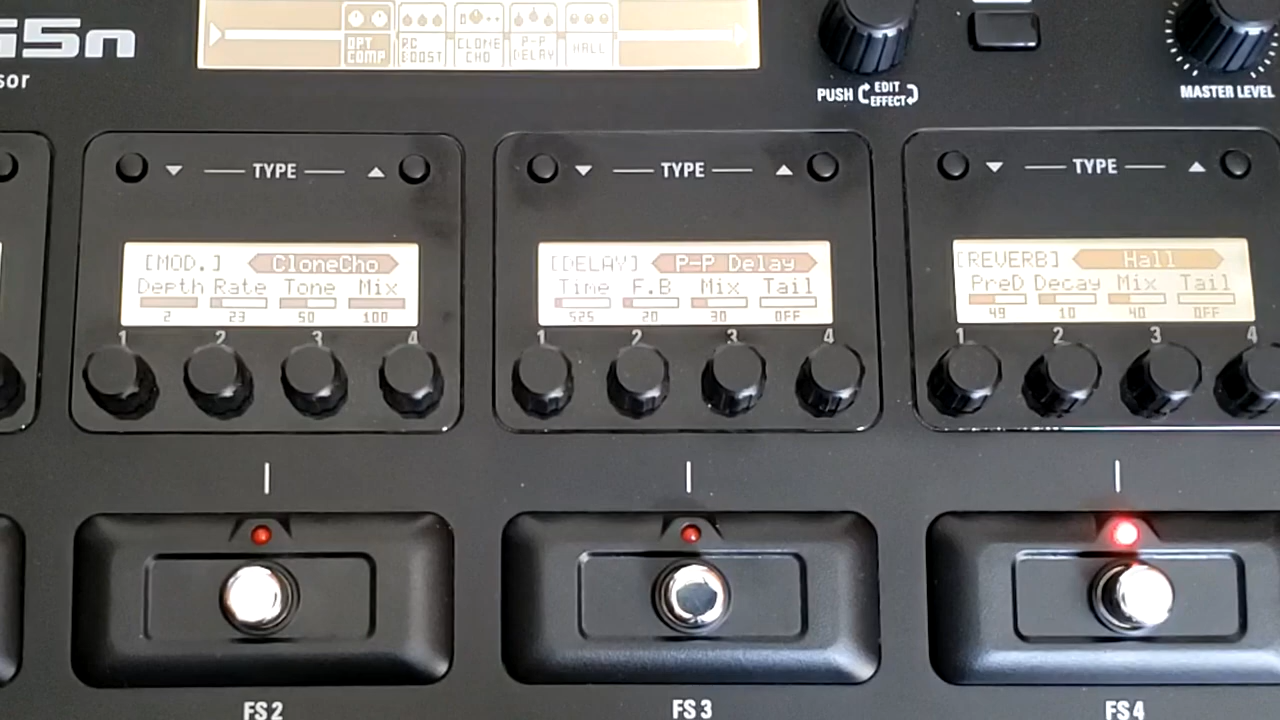 G5n
sor
OPT COMP
RC BOOST
CLONE CHO
P-P DLAY
HALL
PUSH EDIT EFFECT
MASTER LEVEL
TYPE
TYPE
TYPE
[MOD.] CloneCho
Depth Rate Tone Mix
2 23 50 100
1 2 3 4
[DELAY] P-P Delay
Time F.B Mix Tail
525 20 30 OFF
1 2 3 4
[REVERB] Hall
PreD Decay Mix Tail
49 10 40 OFF
1 2 3 4
FS2
FS3
FS4